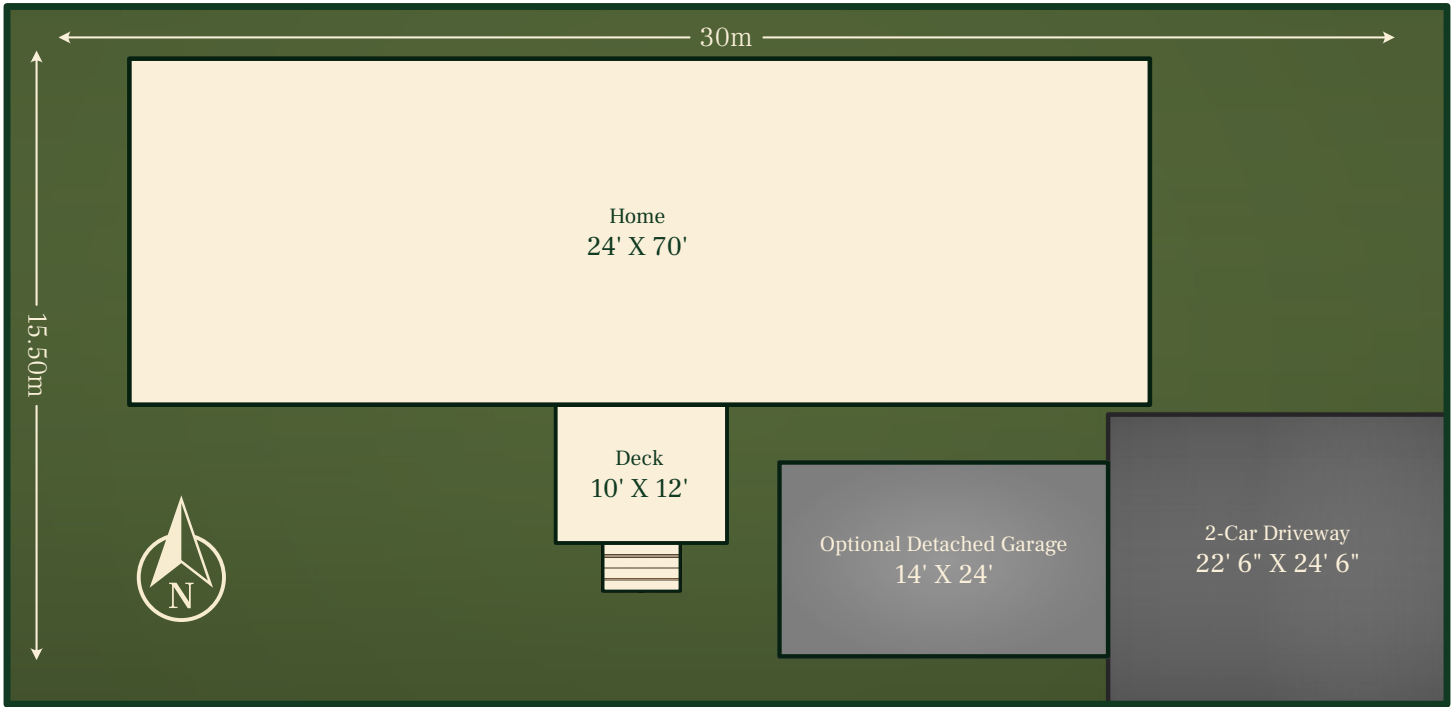 30m
Home
24' X 70'
15.50m
Deck
10' X 12'
Optional Detached Garage
14' X 24'
2-Car Driveway
22' 6" X 24' 6"
N